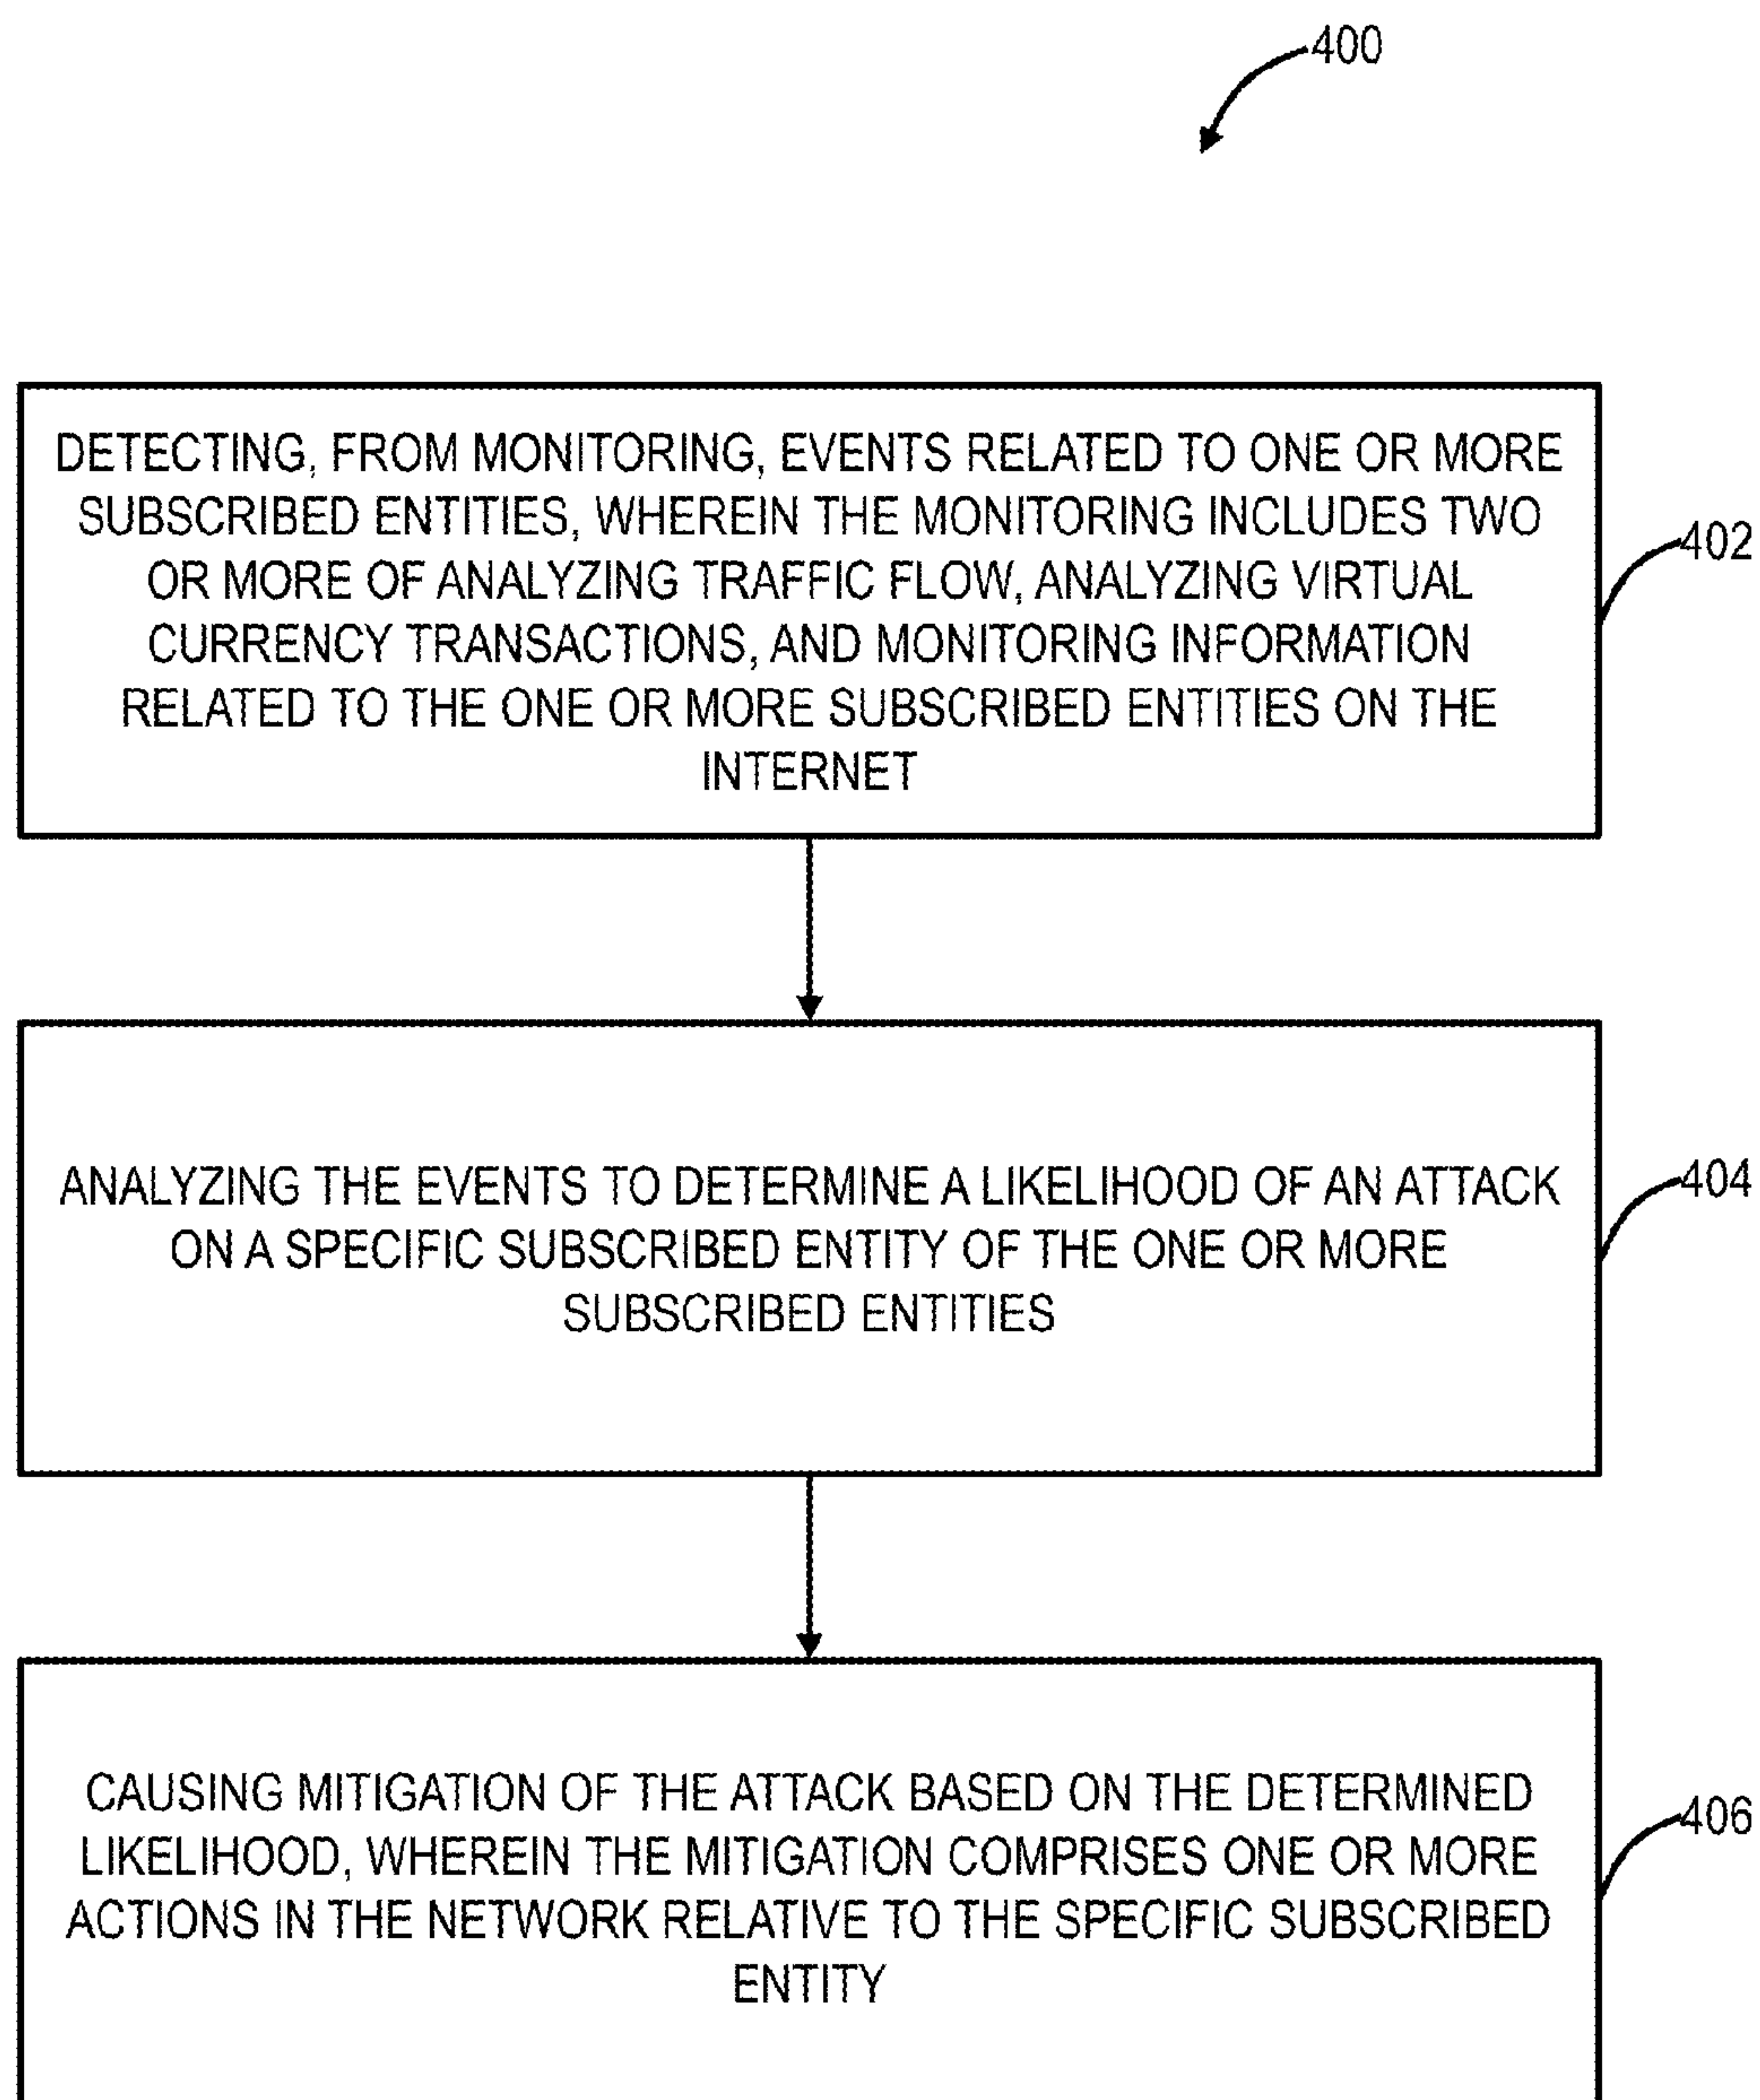 400
DETECTING, FROM MONITORING, EVENTS RELATED TO ONE OR MORE
SUBSCRIBED ENTITIES, WHEREIN THE MONITORING INCLUDES TWO
OR MORE OF ANALYZING TRAFFIC FLOW, ANALYZING VIRTUAL
CURRENCY TRANSACTIONS, AND MONITORING INFORMATION
RELATED TO THE ONE OR MORE SUBSCRIBED ENTITIES ON THE
INTERNET
402
ANALYZING THE EVENTS TO DETERMINE A LIKELIHOOD OF AN ATTACK
ON A SPECIFIC SUBSCRIBED ENTITY OF THE ONE OR MORE
SUBSCRIBED ENTITIES
404
CAUSING MITIGATION OF THE ATTACK BASED ON THE DETERMINED
LIKELIHOOD, WHEREIN THE MITIGATION COMPRISES ONE OR MORE
ACTIONS IN THE NETWORK RELATIVE TO THE SPECIFIC SUBSCRIBED
ENTITY
406